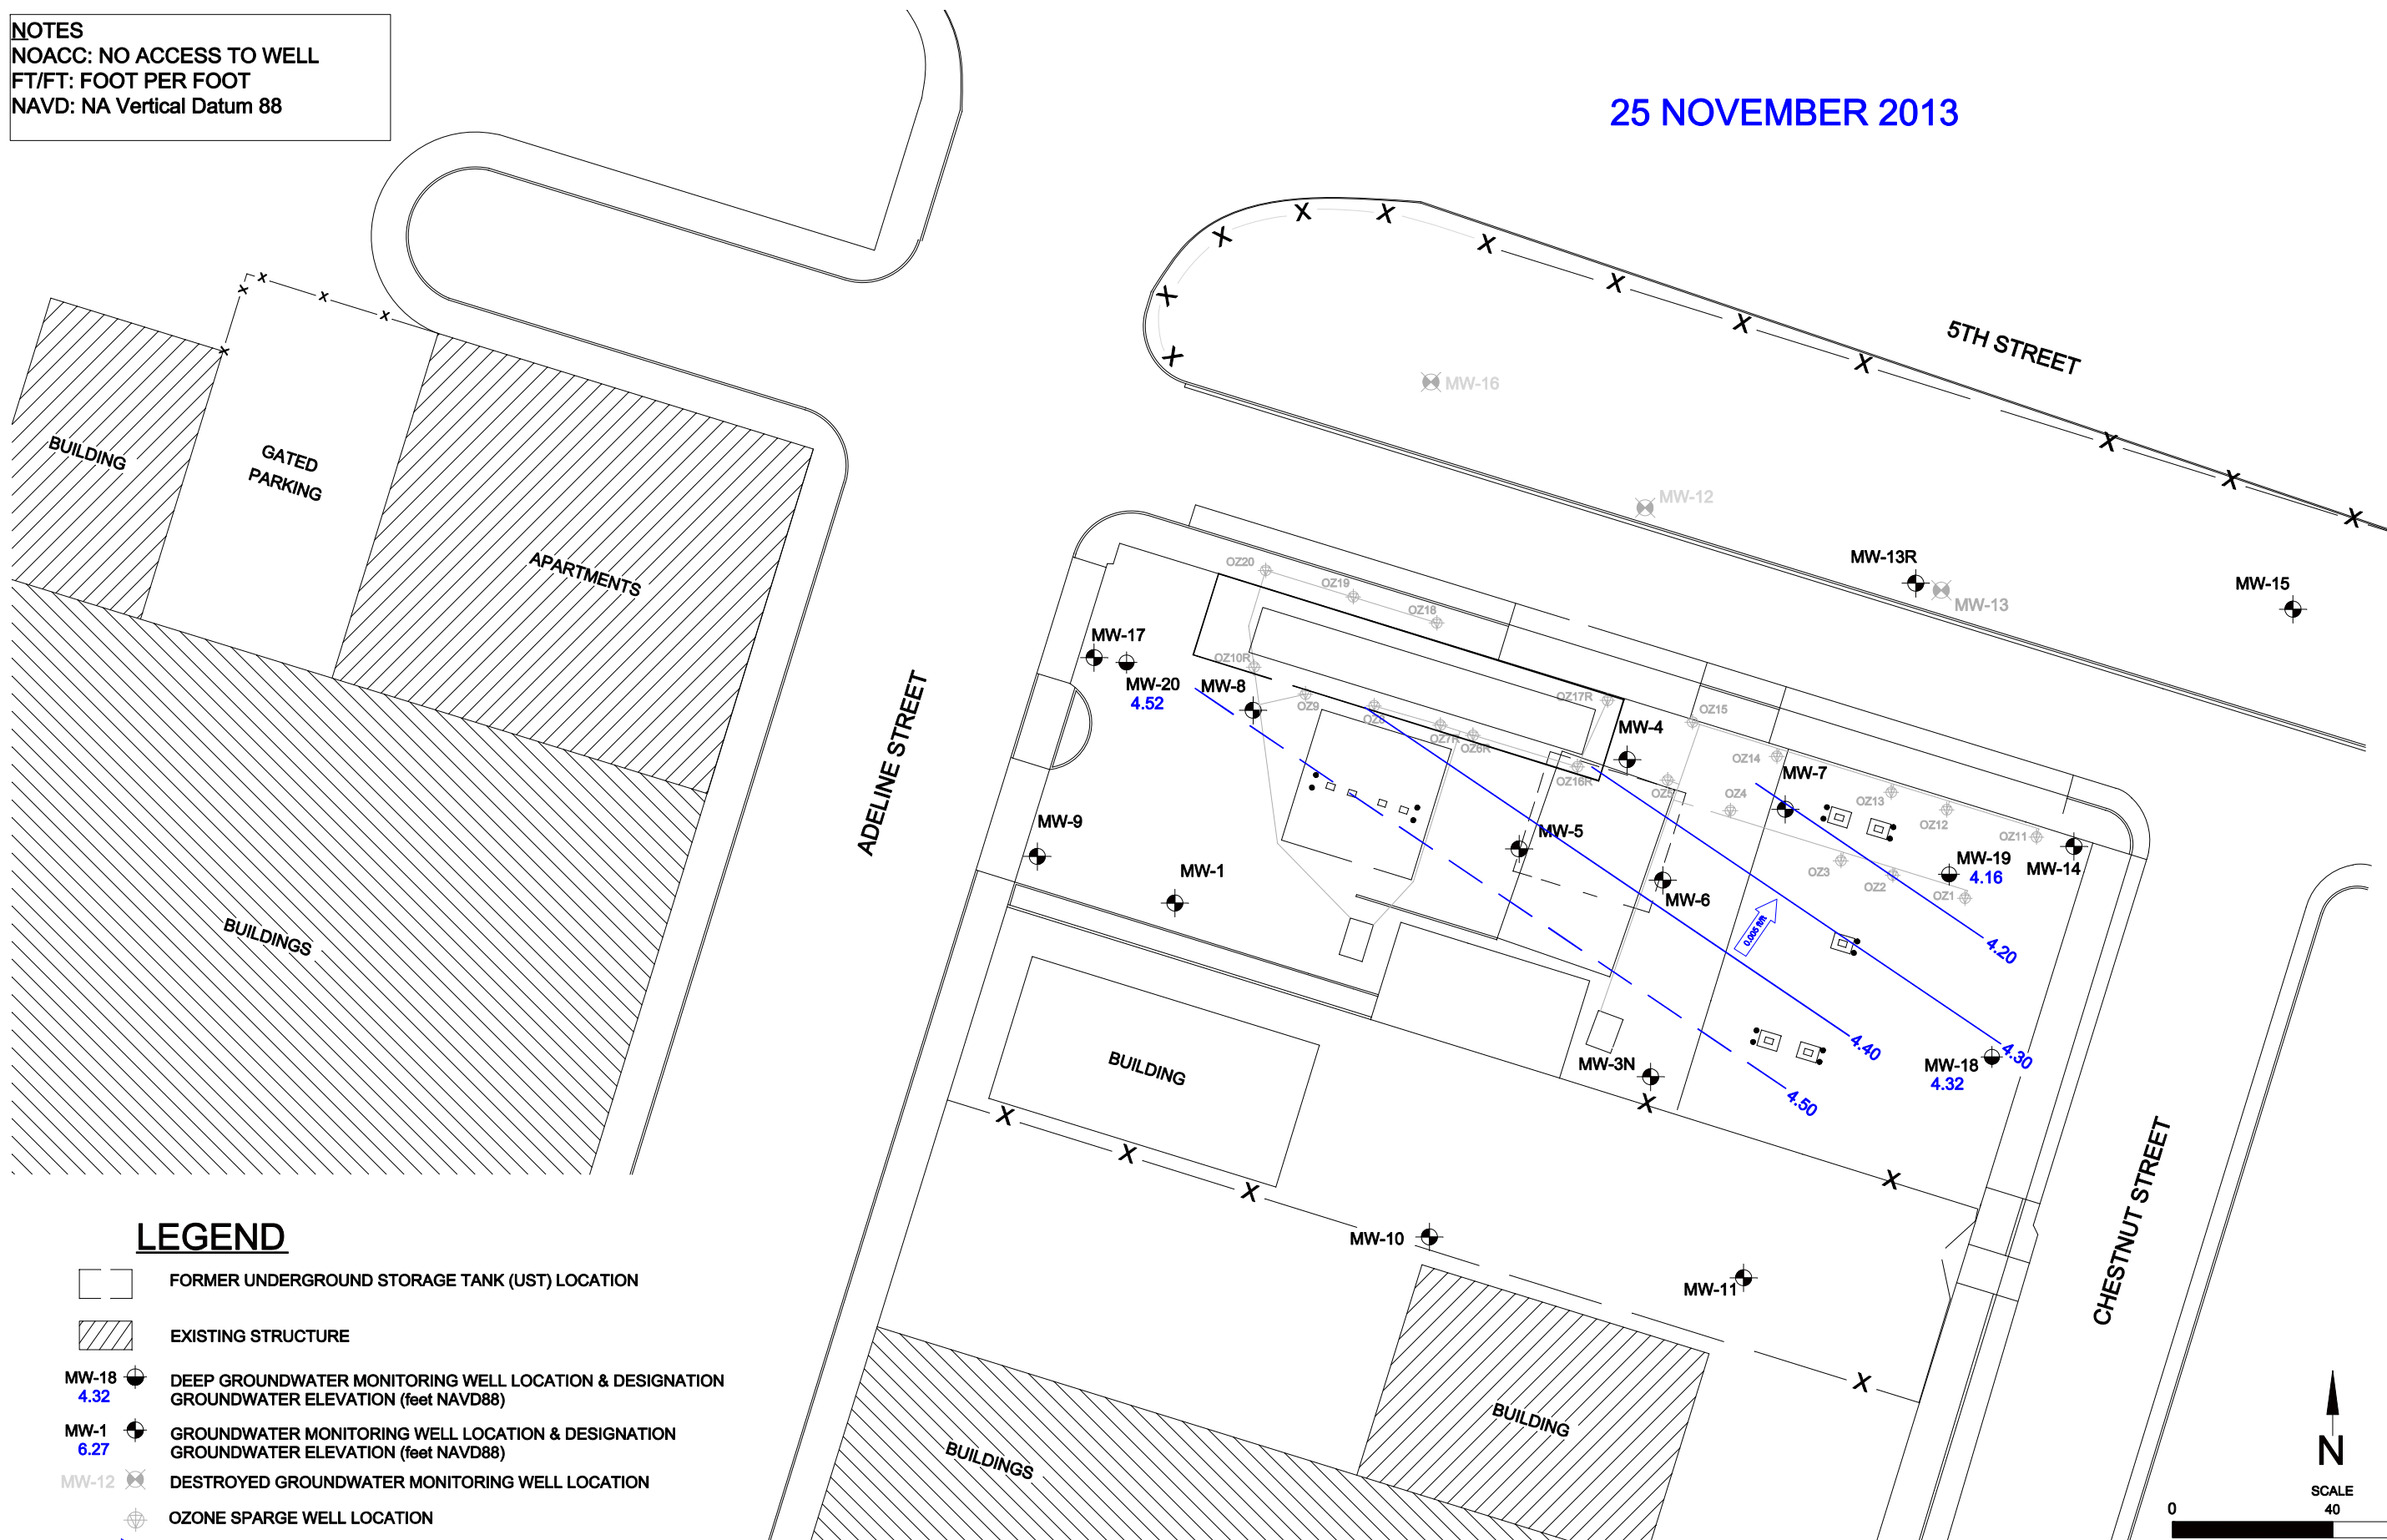 NOTES
NOACC: NO ACCESS TO WELL
FT/FT: FOOT PER FOOT
NAVD: NA Vertical Datum 88
25 NOVEMBER 2013
5TH STREET
MW-16
MW-12
MW-13R
MW-13
MW-15
BUILDING
GATED
PARKING
APARTMENTS
BUILDINGS
ADELINE STREET
OZ20
OZ19
OZ18
MW-17
MW-20
4.52
OZ10R
MW-8
OZ9
OZ8
OZ7R
OZ6R
OZ17R
OZ16R
MW-4
OZ15
OZ14
OZ5
OZ4
MW-7
OZ13
OZ12
OZ11
MW-14
MW-19
4.16
OZ3
OZ2
OZ1
MW-9
MW-1
MW-5
MW-6
0.005 ft/ft
4.20
4.30
4.40
4.50
MW-18
4.32
MW-3N
BUILDING
MW-10
MW-11
CHESTNUT STREET
BUILDING
BUILDINGS
LEGEND
FORMER UNDERGROUND STORAGE TANK (UST) LOCATION
EXISTING STRUCTURE
MW-18
4.32
DEEP GROUNDWATER MONITORING WELL LOCATION & DESIGNATION
GROUNDWATER ELEVATION (feet NAVD88)
MW-1
6.27
GROUNDWATER MONITORING WELL LOCATION & DESIGNATION
GROUNDWATER ELEVATION (feet NAVD88)
MW-12
DESTROYED GROUNDWATER MONITORING WELL LOCATION
OZONE SPARGE WELL LOCATION
N
SCALE
0
40